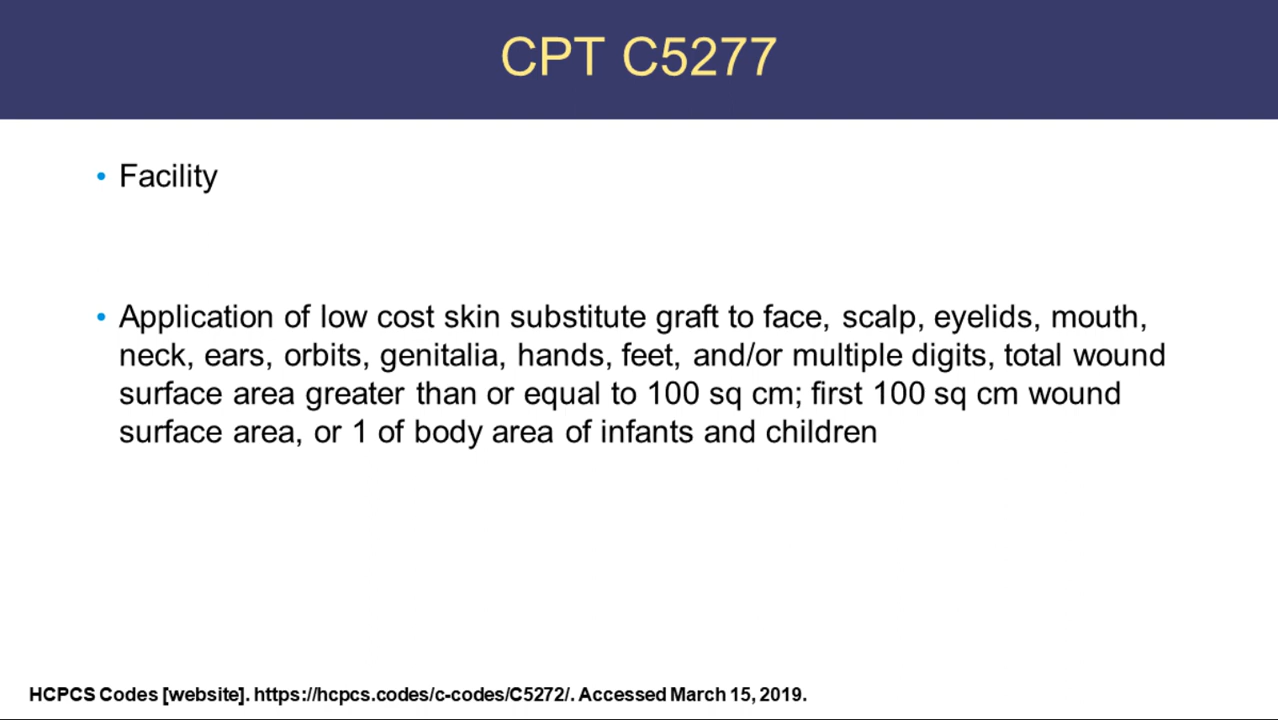 CPT C5277
• Facility
• Application of low cost skin substitute graft to face, scalp, eyelids, mouth,
neck, ears, orbits, genitalia, hands, feet, and/or multiple digits, total wound
surface area greater than or equal to 100 sq cm; first 100 sq cm wound
surface area, or 1 of body area of infants and children
HCPCS Codes [website]. https://hcpcs.codes/c-codes/C5272/. Accessed March 15, 2019.